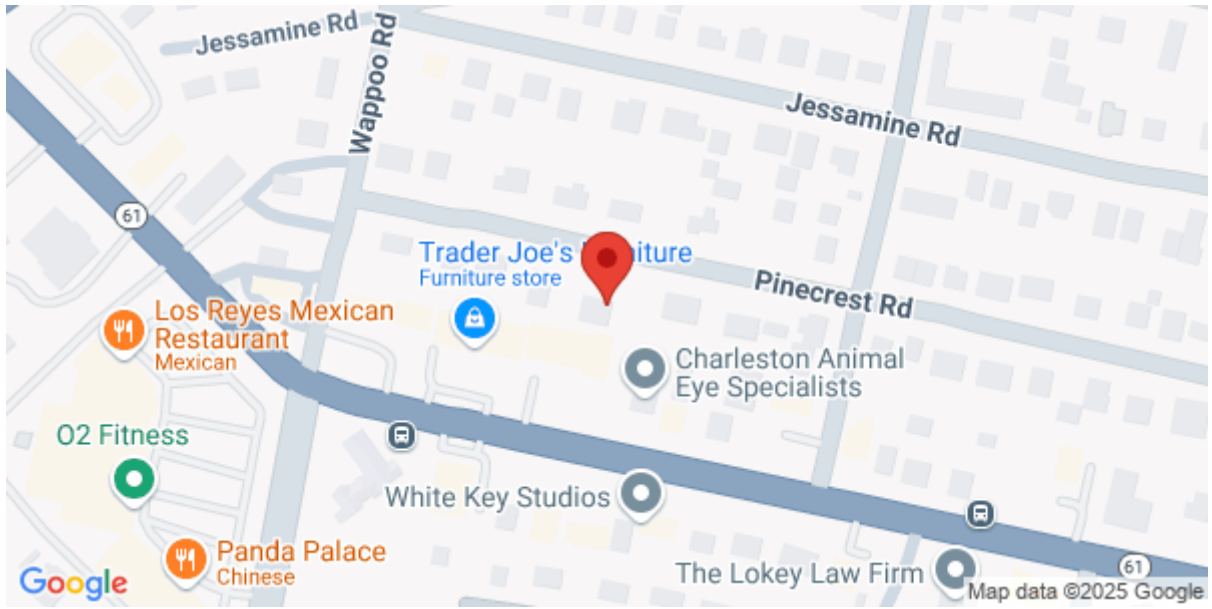 Jessamine Rd
Wappoo Rd
Jessamine Rd
61
Trader Joe's
Furniture store
Pinecrest Rd
Los Reyes Mexican
Restaurant
Mexican
Charleston Animal
Eye Specialists
O2 Fitness
White Key Studios
Panda Palace
Chinese
The Lokey Law Firm
61
Google
Map data ©2025 Google